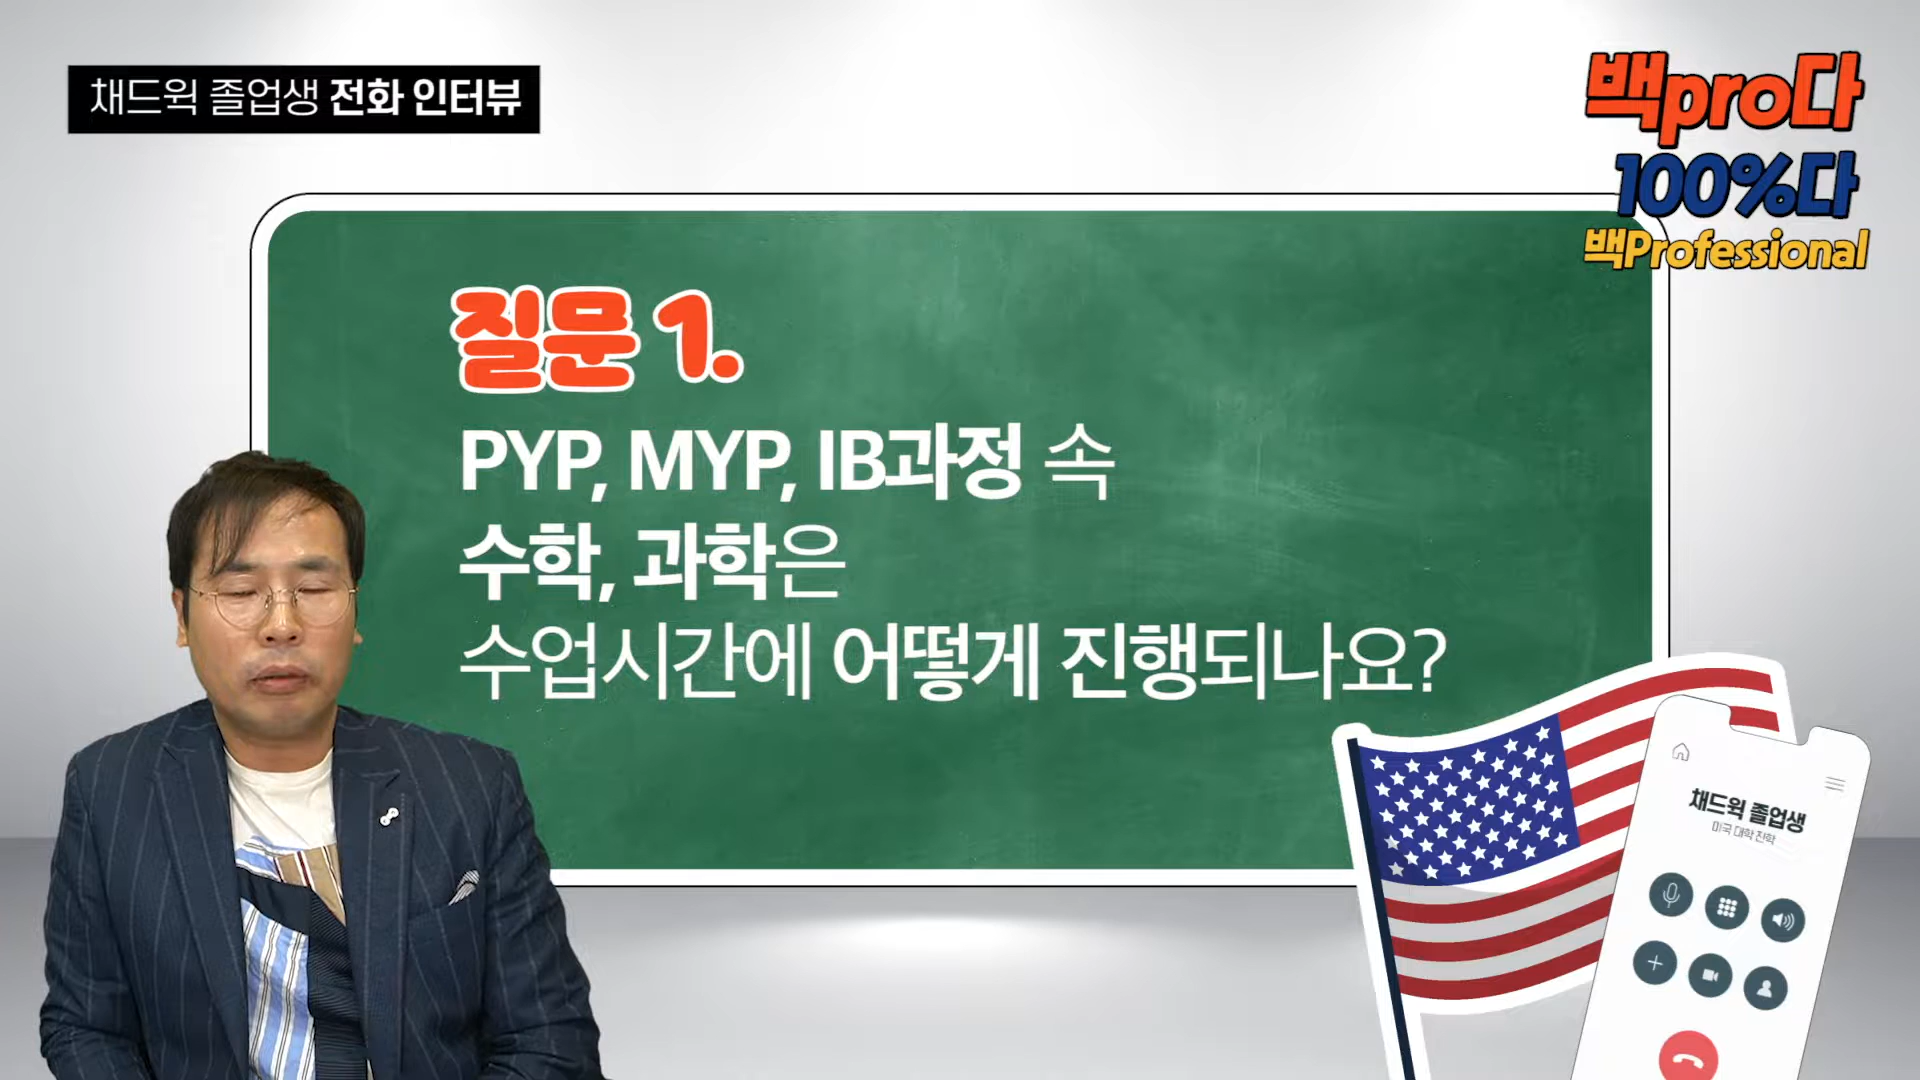 채드윅 졸업생 전화 인터뷰
백pro다
100%다
백Professional
질문 1.
PYP, MYP, IB과정 속
수학, 과학은
수업시간에 어떻게 진행되나요?
채드윅 졸업생
미국 대학 진학